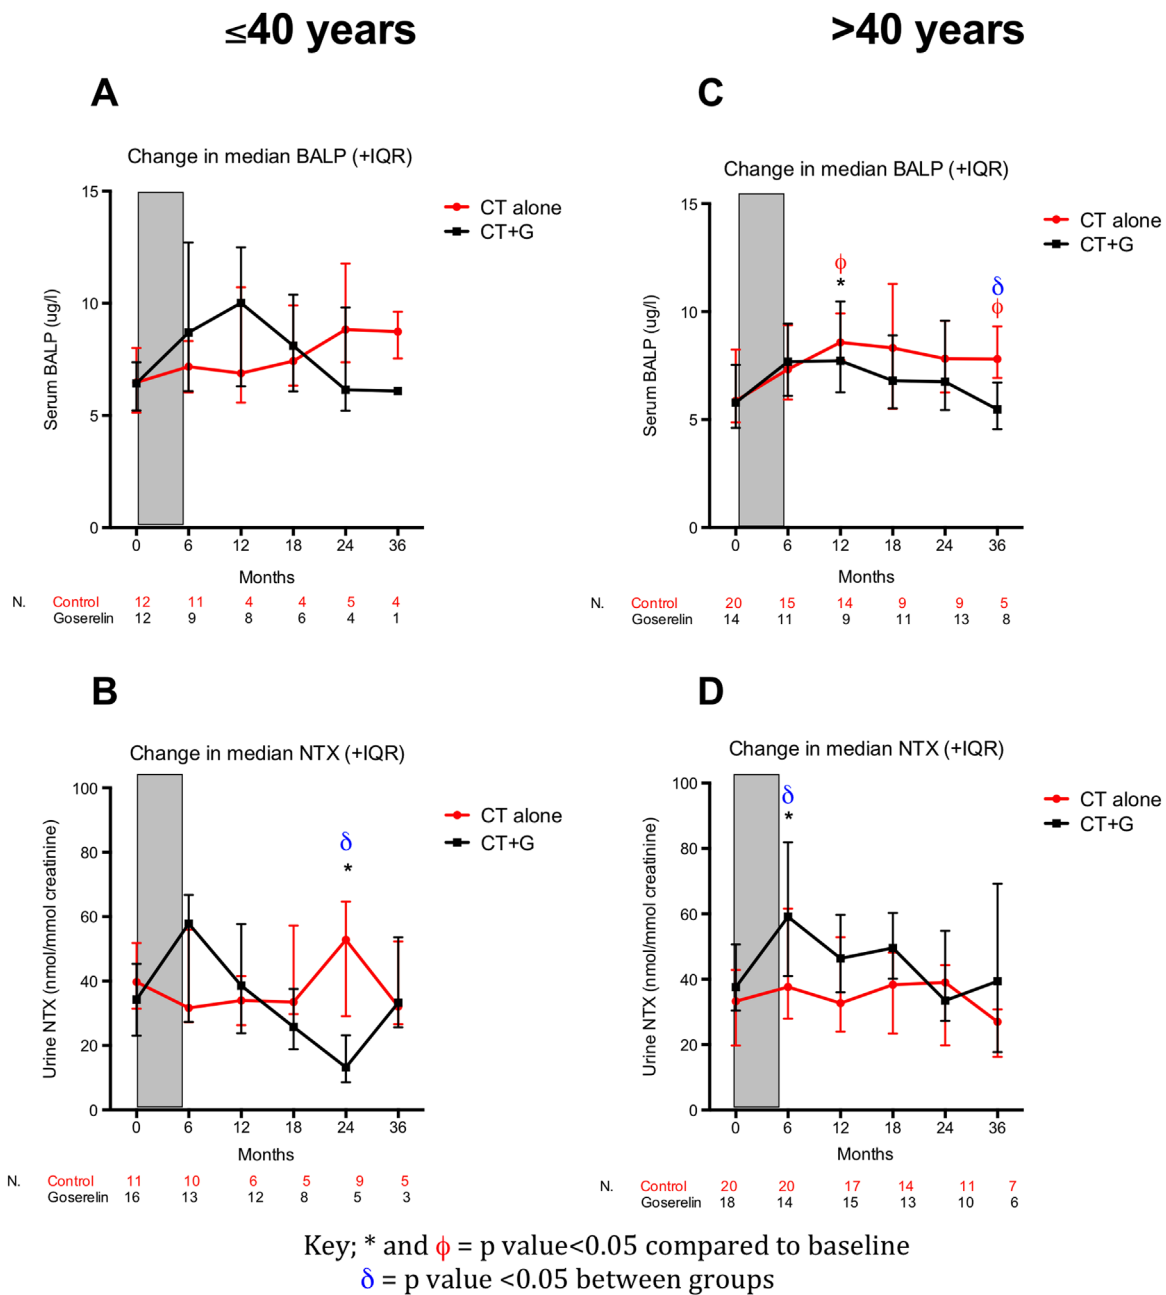 ≤40 years
>40 years
A
Change in median BALP (+IQR)
CT alone
CT+G
Serum BALP (ug/l)
15
10
5
0
0 6 12 18 24 36
Months
N. Control 12 11 4 4 5 4
Goserelin 12 9 8 6 4 1
C
Change in median BALP (+IQR)
CT alone
CT+G
Serum BALP (ug/l)
15
10
5
0
ϕ
*
δ
ϕ
0 6 12 18 24 36
Months
N. Control 20 15 14 9 9 5
Goserelin 14 11 9 11 13 8
B
Change in median NTX (+IQR)
CT alone
CT+G
Urine NTX (nmol/mmol creatinine)
100
80
60
40
20
0
δ
*
0 6 12 18 24 36
Months
N. Control 11 10 6 5 9 5
Goserelin 16 13 12 8 5 3
D
Change in median NTX (+IQR)
CT alone
CT+G
Urine NTX (nmol/mmol creatinine)
100
80
60
40
20
0
δ
*
0 6 12 18 24 36
Months
N. Control 20 20 17 14 11 7
Goserelin 18 14 15 13 10 6
Key; * and ϕ = p value<0.05 compared to baseline
δ = p value <0.05 between groups